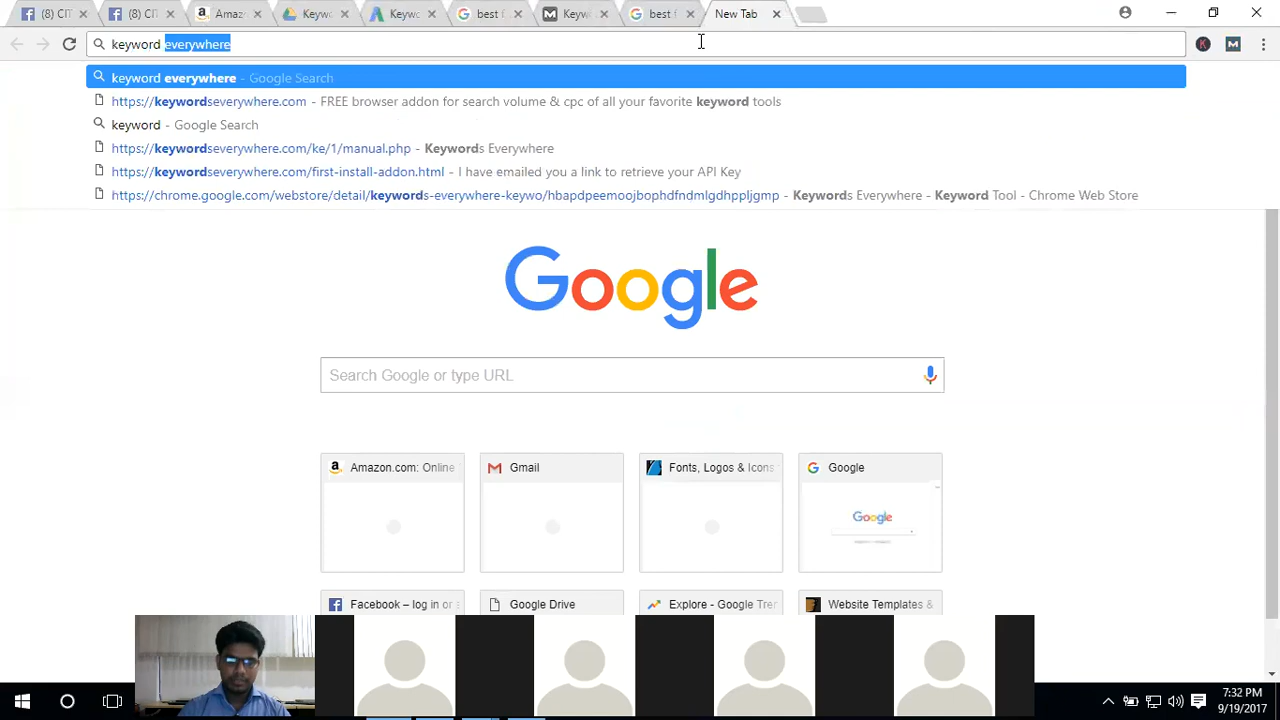 (8) CIT
(8) CIT
Amaz
Keywo
Keywo
best f
Keyw
best f
New Tab
keyword everywhere
keyword everywhere - Google Search
https://keywordseverywhere.com - FREE browser addon for search volume & cpc of all your favorite keyword tools
keyword - Google Search
https://keywordseverywhere.com/ke/1/manual.php - Keywords Everywhere
https://keywordseverywhere.com/first-install-addon.html - I have emailed you a link to retrieve your API Key
https://chrome.google.com/webstore/detail/keywords-everywhere-keywo/hbapdpeemoojbophdfndmlgdhppljgmp - Keywords Everywhere - Keyword Tool - Chrome Web Store
Google
Search Google or type URL
Amazon.com: Online
Gmail
Fonts, Logos & Icons
Google
Google
Facebook – log in or
Google Drive
Explore - Google Tren
Website Templates &
7:32 PM
9/19/2017